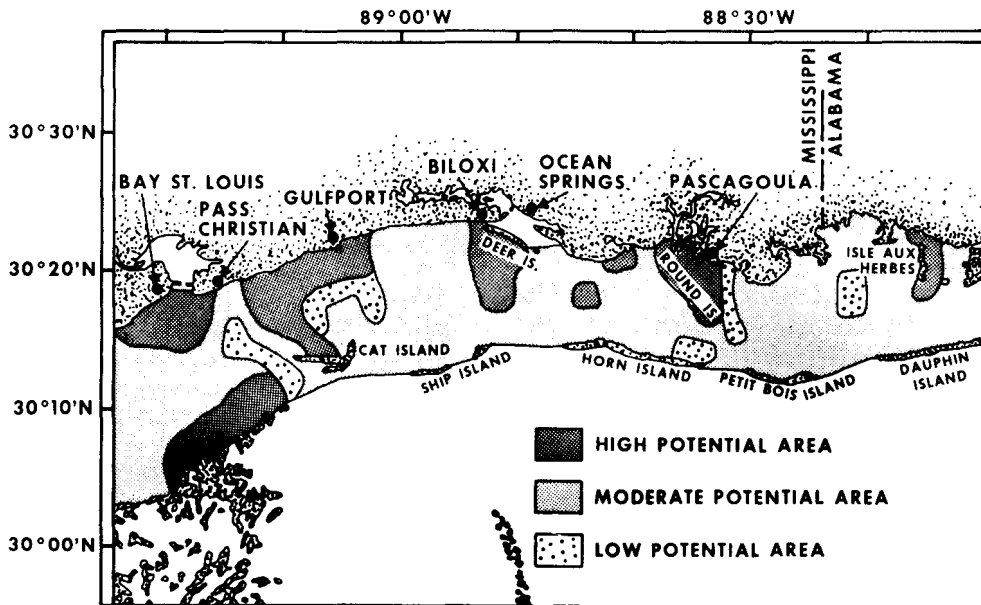 89°00'W
88°30'W
30°30'N
30°20'N
30°10'N
30°00'N
MISSISSIPPI
ALABAMA
BAY ST. LOUIS
PASS
CHRISTIAN
GULFPORT
BILOXI
OCEAN
SPRINGS
PASCAGOULA
DEER IS.
ROUND IS.
ISLE AUX
HERBES
CAT ISLAND
SHIP ISLAND
HORN ISLAND
PETIT BOIS ISLAND
DAUPHIN
ISLAND
HIGH POTENTIAL AREA
MODERATE POTENTIAL AREA
LOW POTENTIAL AREA